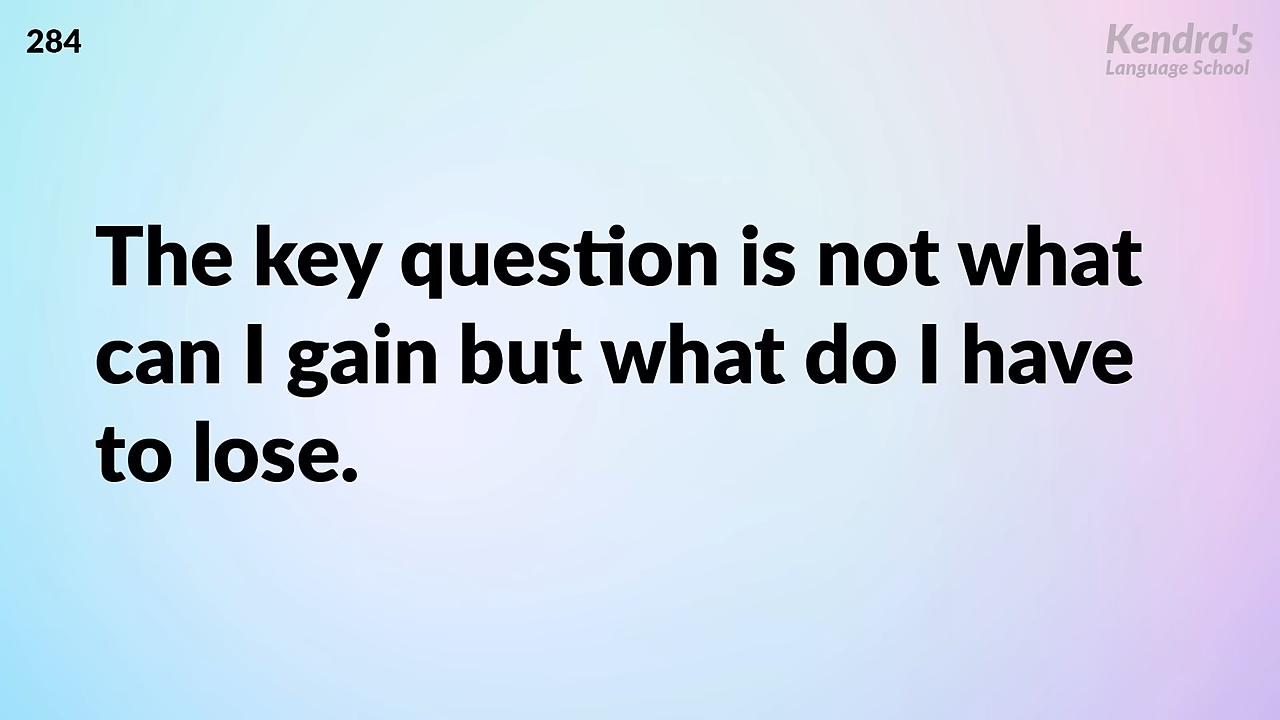 284
Kendra's
Language School
The key question is not what
can I gain but what do I have
to lose.